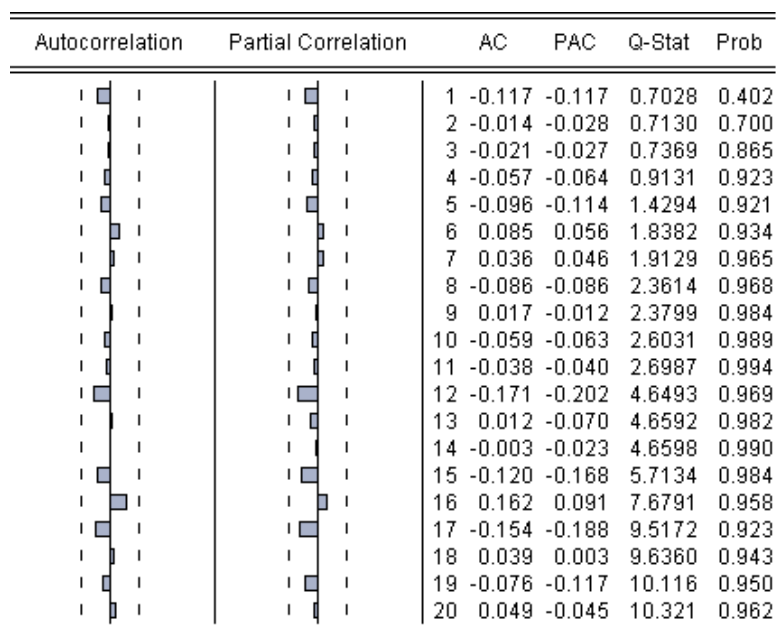 Autocorrelation Partial Correlation AC PAC Q-Stat Prob
1 -0.117 -0.117 0.7028 0.402
2 -0.014 -0.028 0.7130 0.700
3 -0.021 -0.027 0.7369 0.865
4 -0.057 -0.064 0.9131 0.923
5 -0.096 -0.114 1.4294 0.921
6 0.085 0.056 1.8382 0.934
7 0.036 0.046 1.9129 0.965
8 -0.086 -0.086 2.3614 0.968
9 0.017 -0.012 2.3799 0.984
10 -0.059 -0.063 2.6031 0.989
11 -0.038 -0.040 2.6987 0.994
12 -0.171 -0.202 4.6493 0.969
13 0.012 -0.070 4.6592 0.982
14 -0.003 -0.023 4.6598 0.990
15 -0.120 -0.168 5.7134 0.984
16 0.162 0.091 7.6791 0.958
17 -0.154 -0.188 9.5172 0.923
18 0.039 0.003 9.6360 0.943
19 -0.076 -0.117 10.116 0.950
20 0.049 -0.045 10.321 0.962